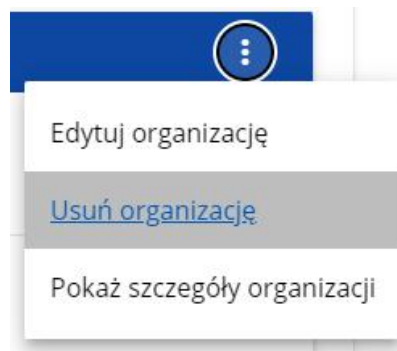 Edytuj organizację
Usuń organizację
Pokaż szczegóły organizacji